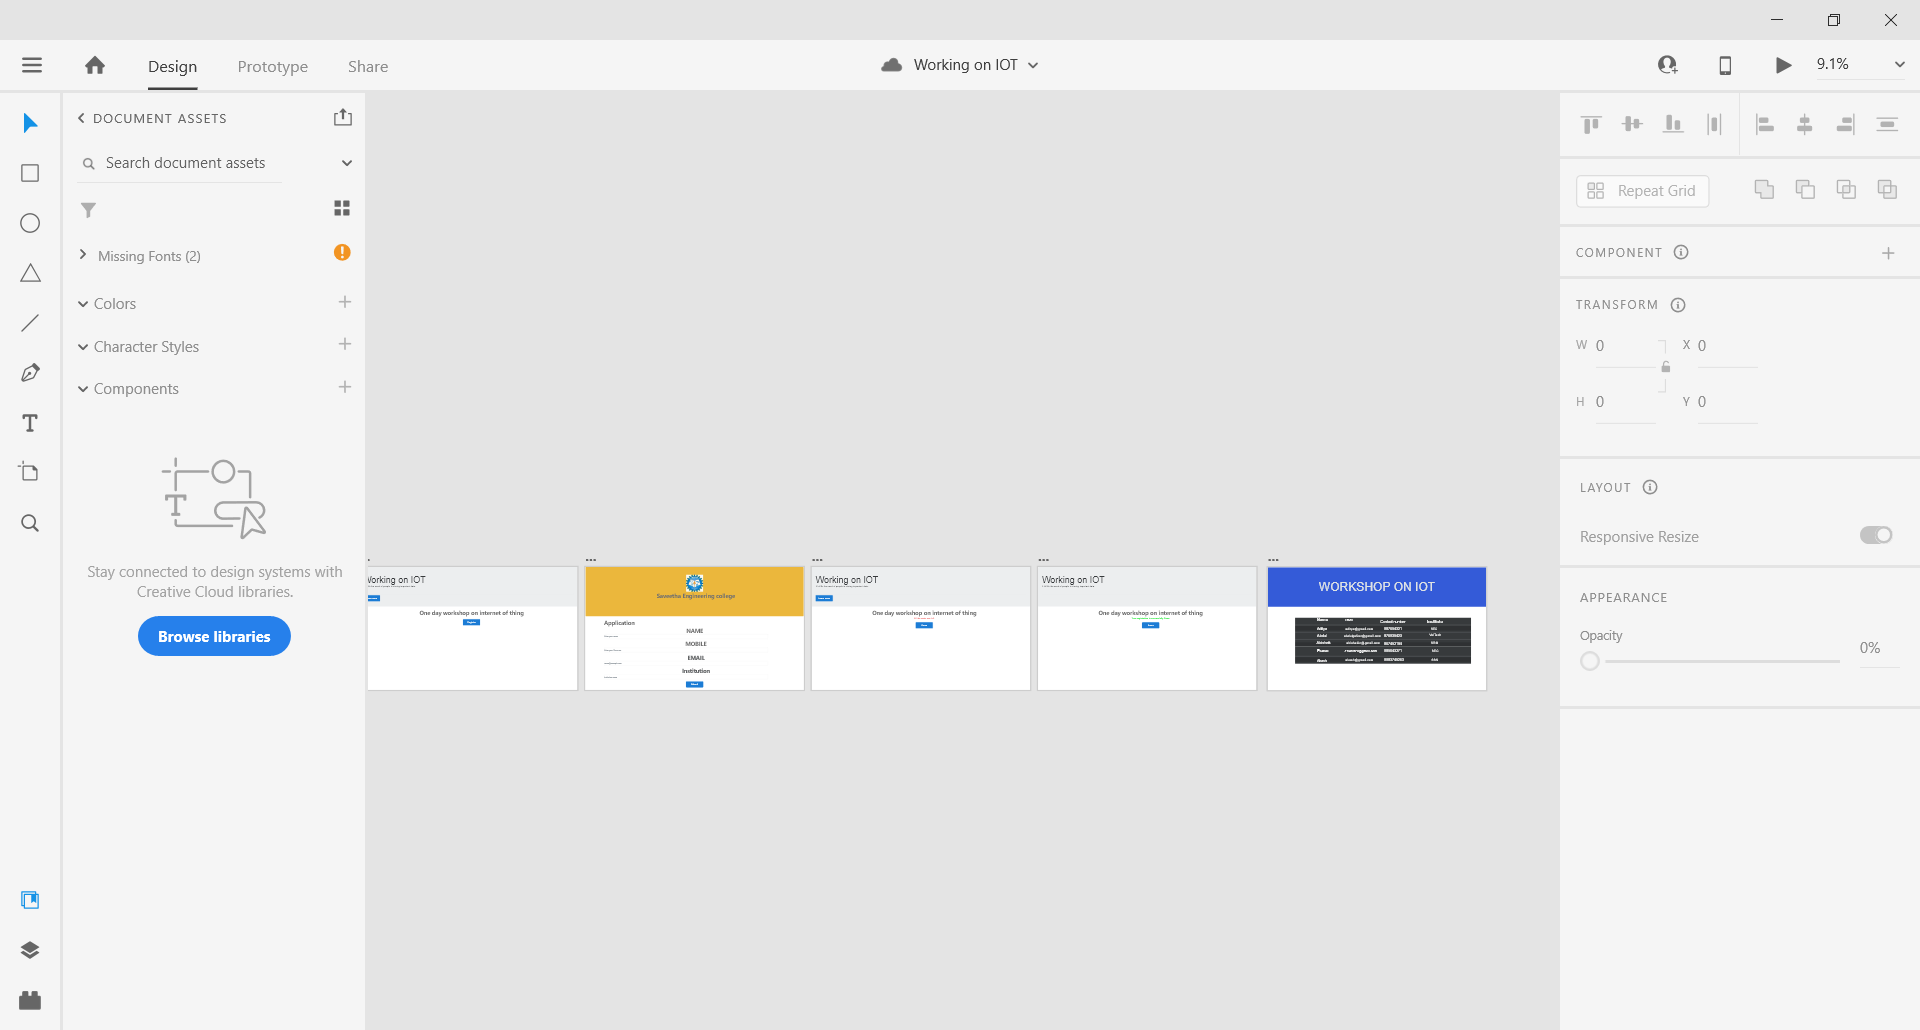 Design
Prototype
Share
Working on IOT
9.1%
DOCUMENT ASSETS
Search document assets
Missing Fonts (2)
Colors
Character Styles
Components
Stay connected to design systems with
Creative Cloud libraries.
Browse libraries
Working on IOT
One day workshop on internet of thing
Saveetha Engineering college
Application
NAME
MOBILE
EMAIL
Institution
Working on IOT
One day workshop on internet of thing
Working on IOT
One day workshop on internet of thing
WORKSHOP ON IOT
Repeat Grid
COMPONENT
TRANSFORM
W 0
X 0
H 0
Y 0
LAYOUT
Responsive Resize
APPEARANCE
Opacity
0%